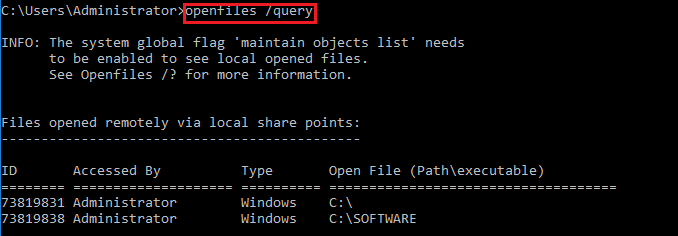 C:\Users\Administrator>openfiles /query
INFO: The system global flag 'maintain objects list' needs
to be enabled to see local opened files.
See Openfiles /? for more information.
Files opened remotely via local share points:
---------------------------------------------
ID Accessed By Type Open File (Path\executable)
========= ==================== ========== =====================================
73819831 Administrator Windows C:\
73819838 Administrator Windows C:\SOFTWARE